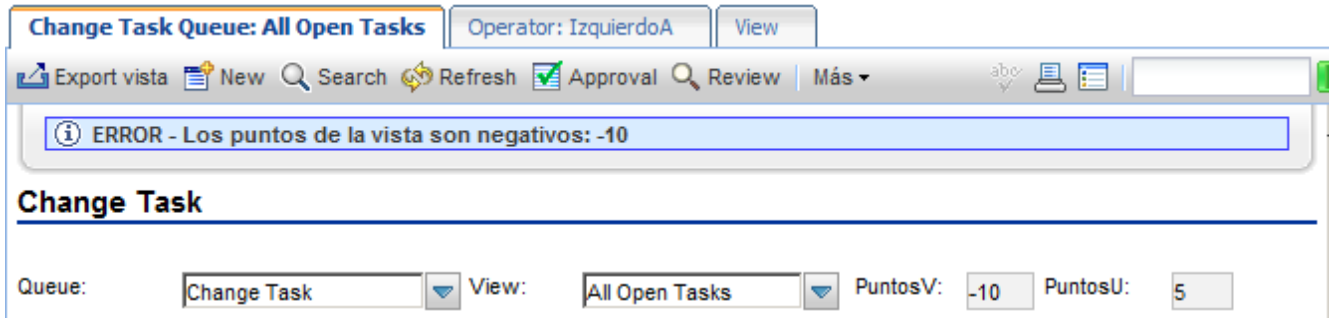 Change Task Queue: All Open Tasks Operator: IzquierdoA View
Export vista New Search Refresh Approval Review Más abc
ERROR - Los puntos de la vista son negativos: -10
Change Task
Queue: Change Task View: All Open Tasks PuntosV: -10 PuntosU: 5